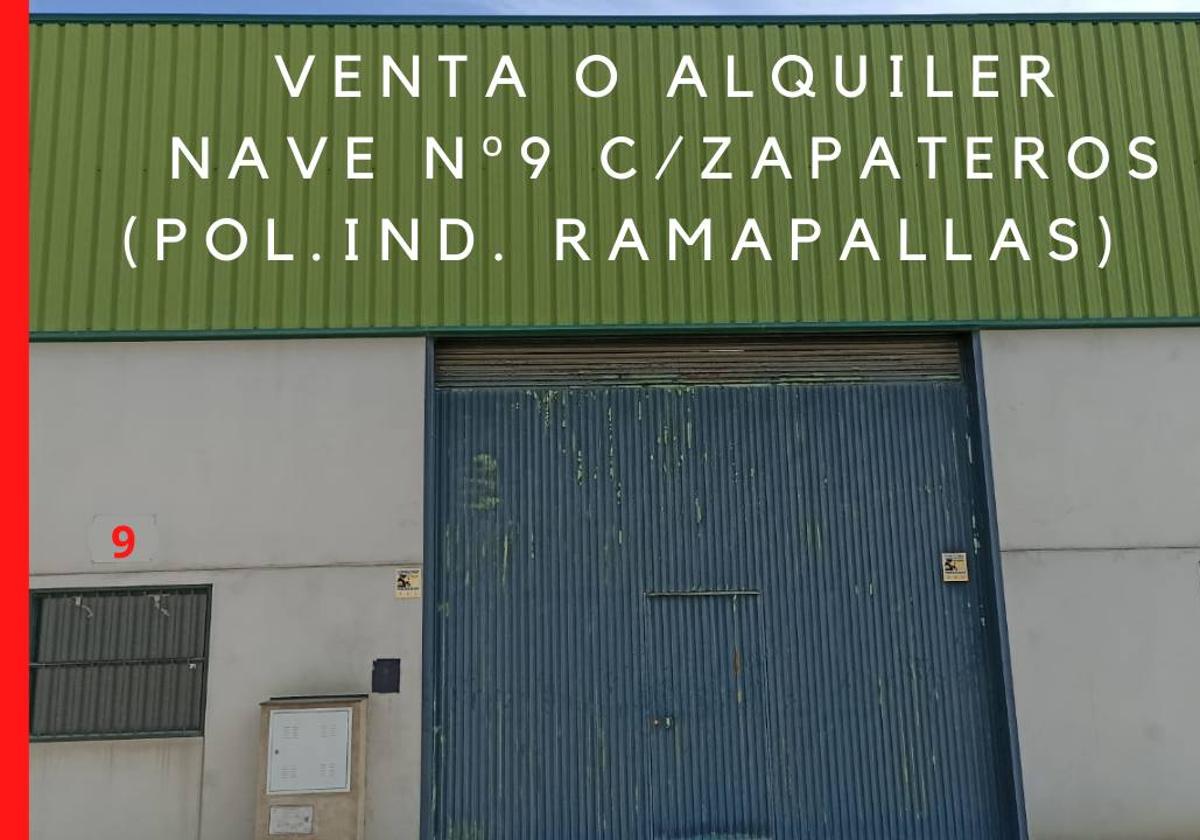 VENTA O ALQUILER
NAVE Nº9 C/ZAPATEROS
(POL.IND. RAMAPALLAS)
9